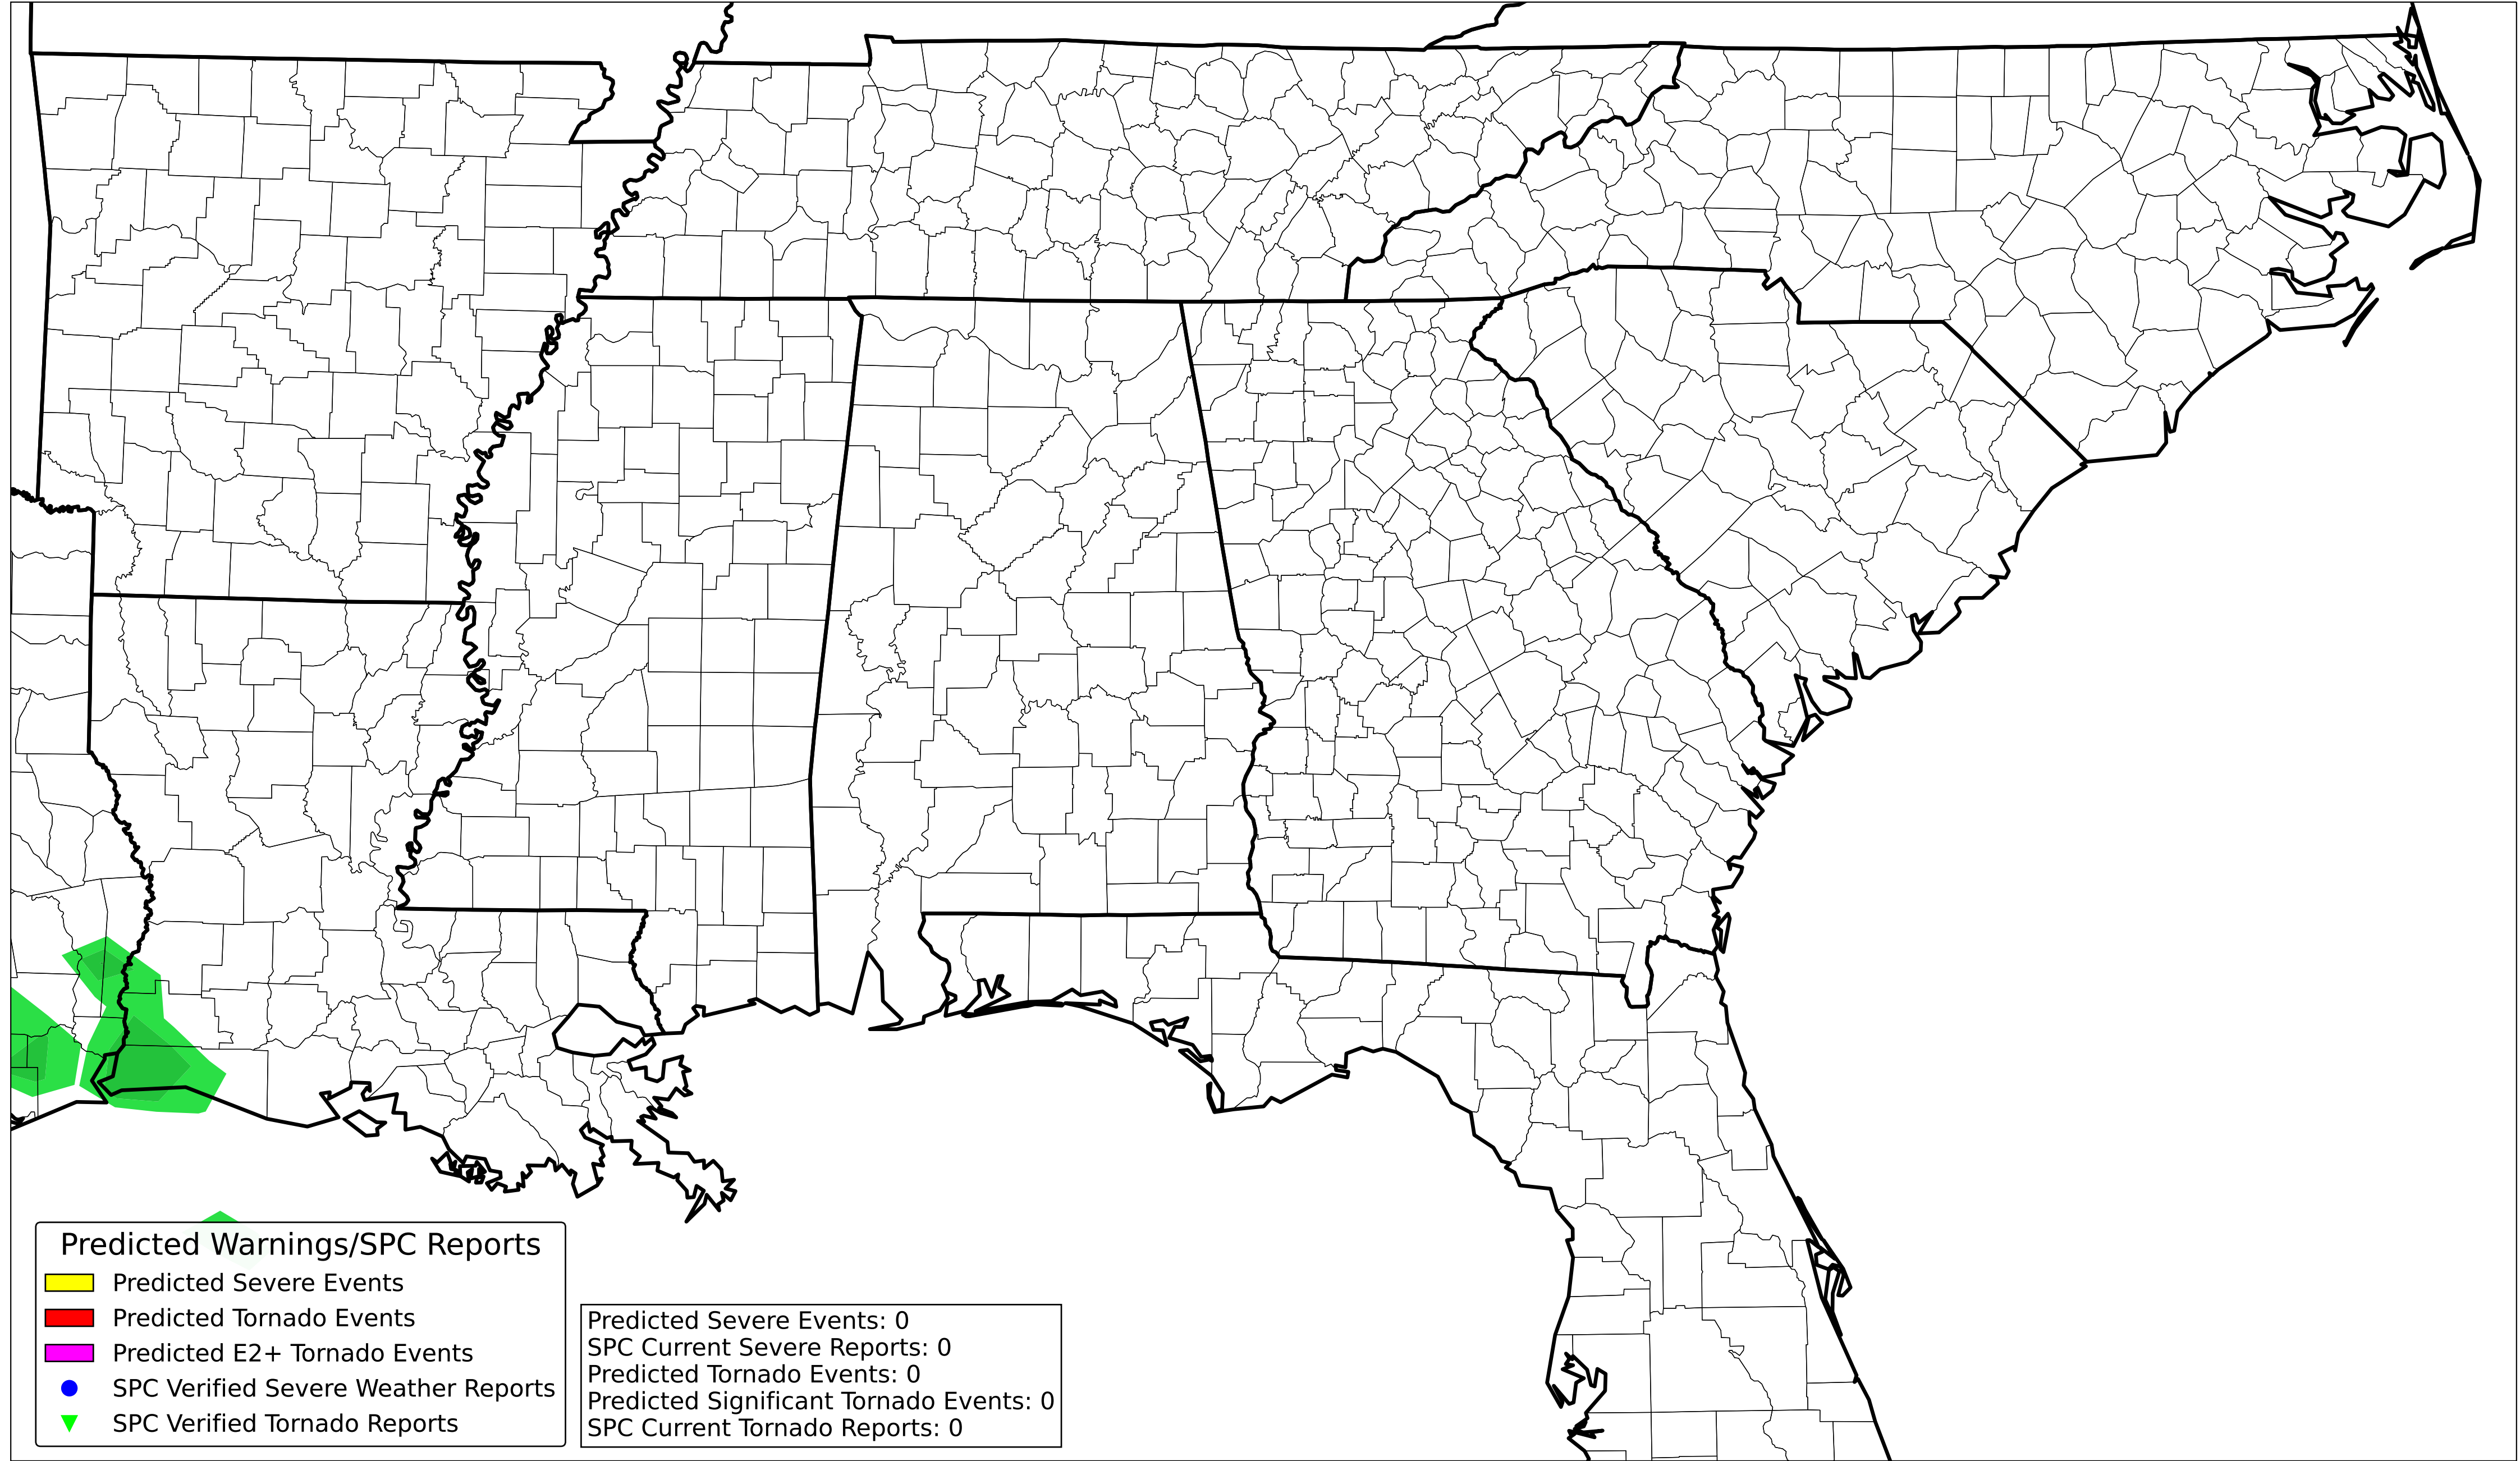 Predicted Warnings/SPC Reports
Predicted Severe Events
Predicted Tornado Events
Predicted E2+ Tornado Events
SPC Verified Severe Weather Reports
SPC Verified Tornado Reports
Predicted Severe Events: 0
SPC Current Severe Reports: 0
Predicted Tornado Events: 0
Predicted Significant Tornado Events: 0
SPC Current Tornado Reports: 0